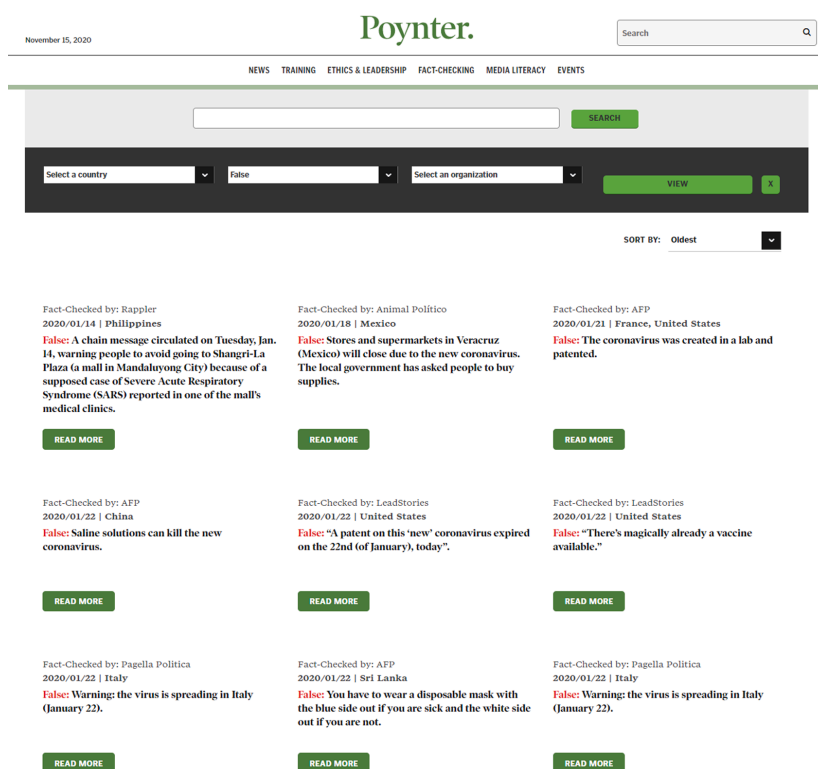 November 15, 2020
Poynter.
Search
NEWS TRAINING ETHICS & LEADERSHIP FACT-CHECKING MEDIA LITERACY EVENTS
SEARCH
Select a country
False
Select an organization
VIEW
X
SORT BY: Oldest
Fact-Checked by: Rappler
2020/01/14 | Philippines
False: A chain message circulated on Tuesday, Jan.
14, warning people to avoid going to Shangri-La
Plaza (a mall in Mandaluyong City) because of a
supposed case of Severe Acute Respiratory
Syndrome (SARS) reported in one of the mall's
medical clinics.
READ MORE
Fact-Checked by: Animal Político
2020/01/18 | Mexico
False: Stores and supermarkets in Veracruz
(Mexico) will close due to the new coronavirus.
The local government has asked people to buy
supplies.
READ MORE
Fact-Checked by: AFP
2020/01/21 | France, United States
False: The coronavirus was created in a lab and
patented.
READ MORE
Fact-Checked by: AFP
2020/01/22 | China
False: Saline solutions can kill the new
coronavirus.
READ MORE
Fact-Checked by: LeadStories
2020/01/22 | United States
False: “A patent on this ‘new’ coronavirus expired
on the 22nd (of January), today”.
READ MORE
Fact-Checked by: LeadStories
2020/01/22 | United States
False: “There’s magically already a vaccine
available.”
READ MORE
Fact-Checked by: Pagella Politica
2020/01/22 | Italy
False: Warning: the virus is spreading in Italy
(January 22).
READ MORE
Fact-Checked by: AFP
2020/01/22 | Sri Lanka
False: You have to wear a disposable mask with
the blue side out if you are sick and the white side
out if you are not.
READ MORE
Fact-Checked by: Pagella Politica
2020/01/22 | Italy
False: Warning: the virus is spreading in Italy
(January 22).
READ MORE